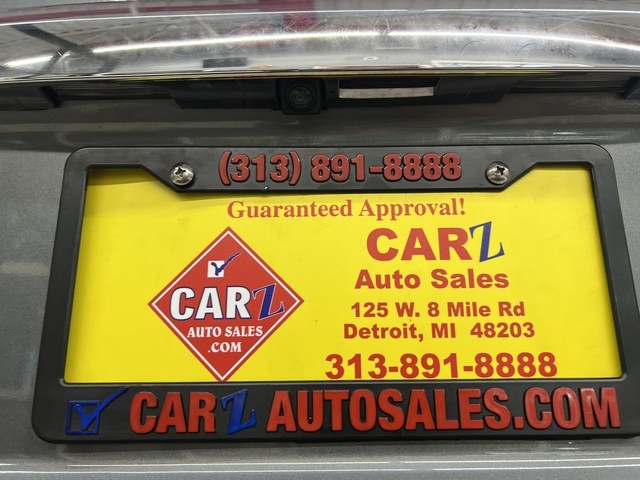 (313) 891-8888
Guaranteed Approval!
CARZ
AUTO SALES
.COM
CARZ
Auto Sales
125 W. 8 Mile Rd
Detroit, MI 48203
313-891-8888
CARZ AUTOSALES.COM